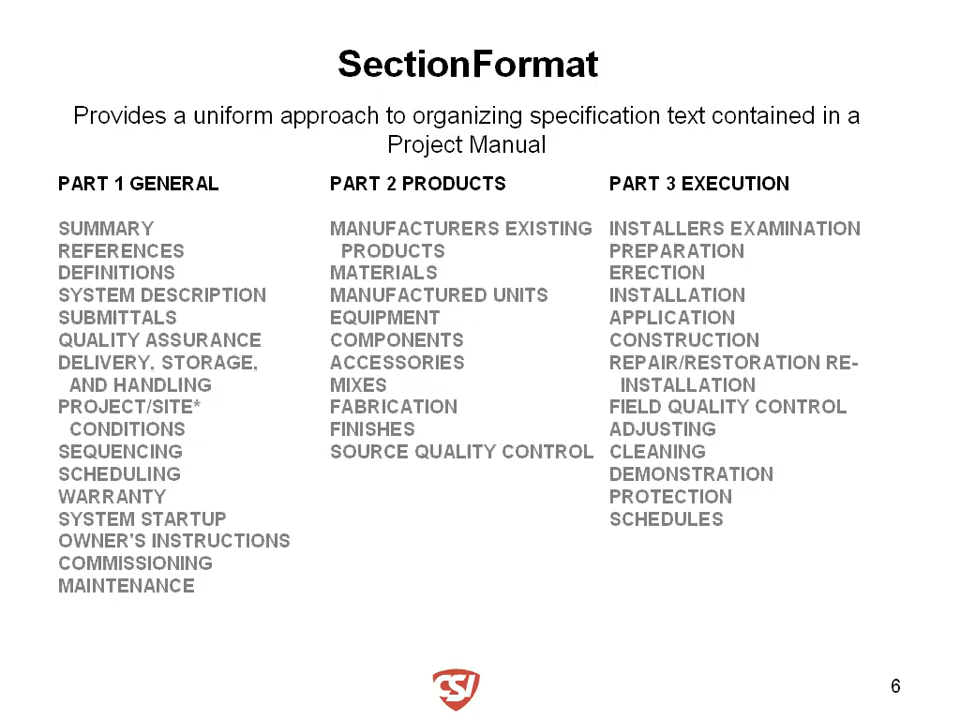 SectionFormat
Provides a uniform approach to organizing specification text contained in a
Project Manual
PART 1 GENERAL
SUMMARY
REFERENCES
DEFINITIONS
SYSTEM DESCRIPTION
SUBMITTALS
QUALITY ASSURANCE
DELIVERY, STORAGE,
AND HANDLING
PROJECT/SITE*
CONDITIONS
SEQUENCING
SCHEDULING
WARRANTY
SYSTEM STARTUP
OWNER'S INSTRUCTIONS
COMMISSIONING
MAINTENANCE
PART 2 PRODUCTS
MANUFACTURERS EXISTING
PRODUCTS
MATERIALS
MANUFACTURED UNITS
EQUIPMENT
COMPONENTS
ACCESSORIES
MIXES
FABRICATION
FINISHES
SOURCE QUALITY CONTROL
PART 3 EXECUTION
INSTALLERS EXAMINATION
PREPARATION
ERECTION
INSTALLATION
APPLICATION
CONSTRUCTION
REPAIR/RESTORATION RE-
INSTALLATION
FIELD QUALITY CONTROL
ADJUSTING
CLEANING
DEMONSTRATION
PROTECTION
SCHEDULES
CSI
6